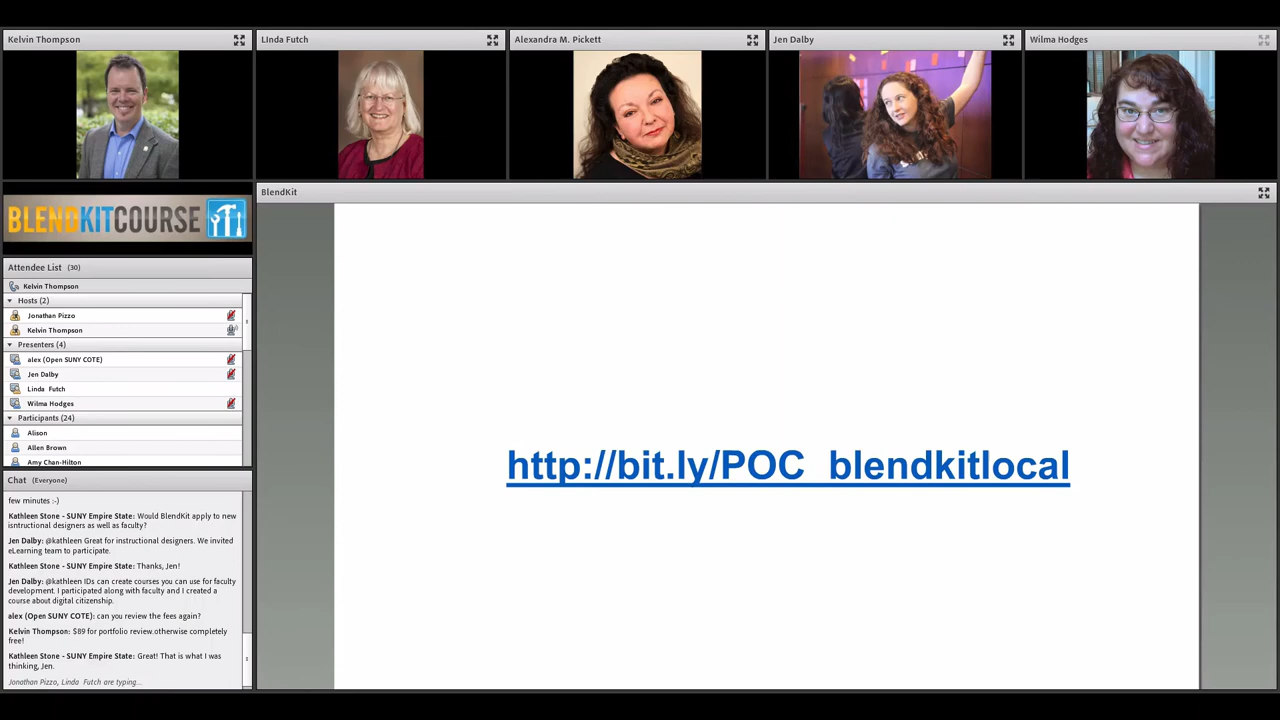 Kelvin Thompson
LInda Futch
Alexandra M. Pickett
Jen Dalby
Wilma Hodges
BLENDKITCOURSE
BlendKit
Attendee List (30)
Kelvin Thompson
Hosts (2)
Jonathan Pizzo
Kelvin Thompson
Presenters (4)
alex (Open SUNY COTE)
Jen Dalby
Linda Futch
Wilma Hodges
Participants (24)
Alison
Allen Brown
Amy Chan-Hilton
Chat (Everyone)
few minutes :-)
Kathleen Stone - SUNY Empire State: Would BlendKit apply to new
isntructional designers as well as faculty?
Jen Dalby: @kathleen Great for instructional designers. We invited
eLearning team to participate.
Kathleen Stone - SUNY Empire State: Thanks, Jen!
Jen Dalby: @kathleen IDs can create courses you can use for faculty
development. I participated along with faculty and I created a
course about digital citizenship.
alex (Open SUNY COTE): can you review the fees again?
Kelvin Thompson: $89 for portfolio review.otherwise completely
free!
Kathleen Stone - SUNY Empire State: Great! That is what I was
thinking, Jen.
Jonathan Pizzo, Linda Futch are typing...
http://bit.ly/POC_blendkitlocal